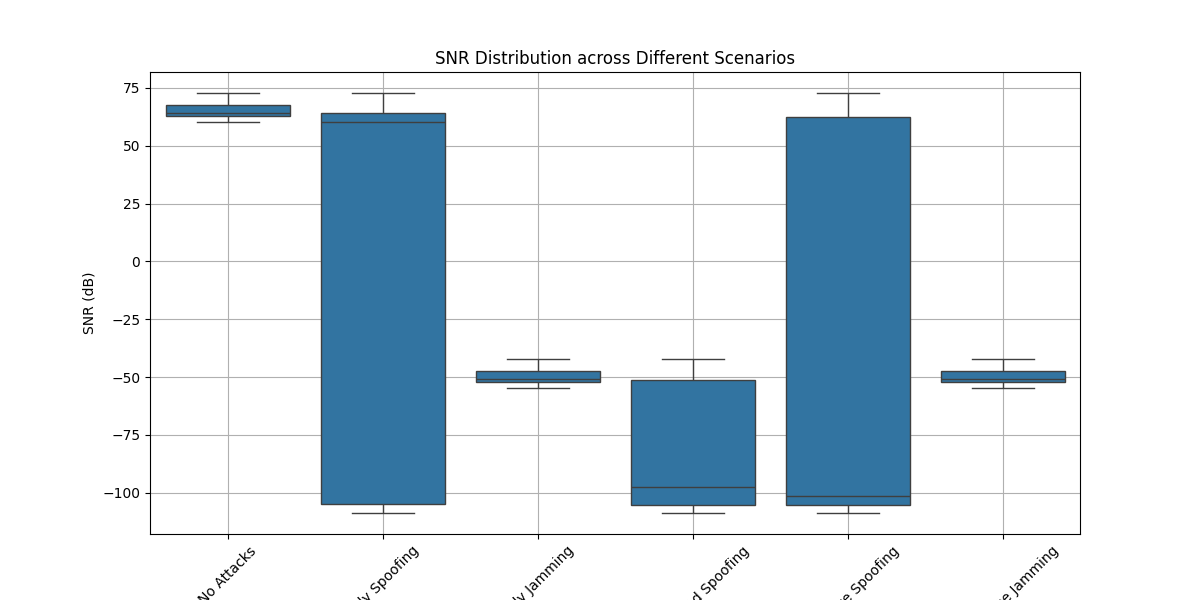 SNR Distribution across Different Scenarios
SNR (dB)
75
50
25
0
−25
−50
−75
−100
No Attacks
Spoofing
Jamming
Spoofing
Spoofing
Jamming